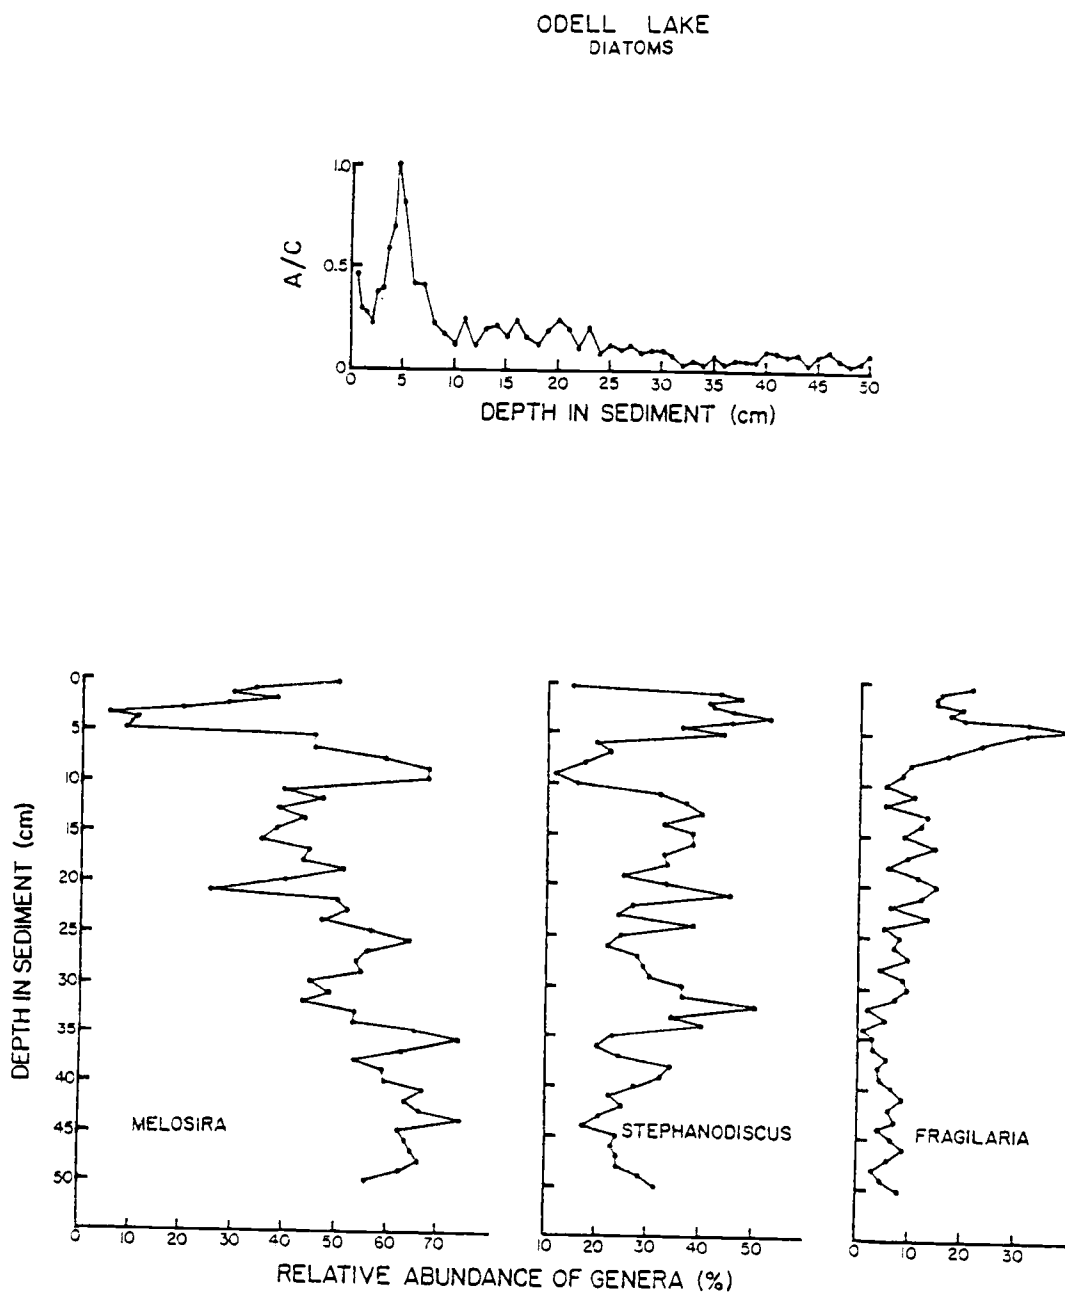 ODELL LAKE
DIATOMS
1.0
0.5
0
A/C
0 5 10 15 20 25 30 35 40 45 50
DEPTH IN SEDIMENT (cm)
0
5
10
15
20
25
30
35
40
45
50
DEPTH IN SEDIMENT (cm)
MELOSIRA STEPHANODISCUS FRAGILARIA
0 10 20 30 40 50 60 70 10 20 30 40 50 0 10 20 30
RELATIVE ABUNDANCE OF GENERA (%)